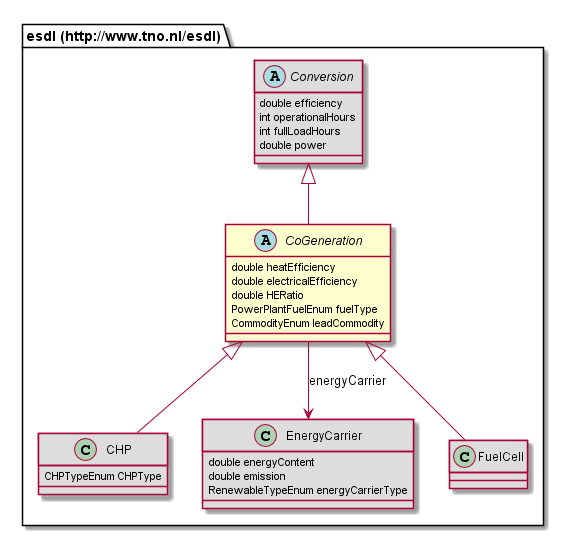 esdl (http://www.tno.nl/esdl)
A Conversion
double efficiency
int operationalHours
int fullLoadHours
double power
A CoGeneration
double heatEfficiency
double electricalEfficiency
double HERatio
PowerPlantFuelEnum fuelType
CommodityEnum leadCommodity
energyCarrier
C CHP
CHPTypeEnum CHPType
C EnergyCarrier
double energyContent
double emission
RenewableTypeEnum energyCarrierType
C FuelCell